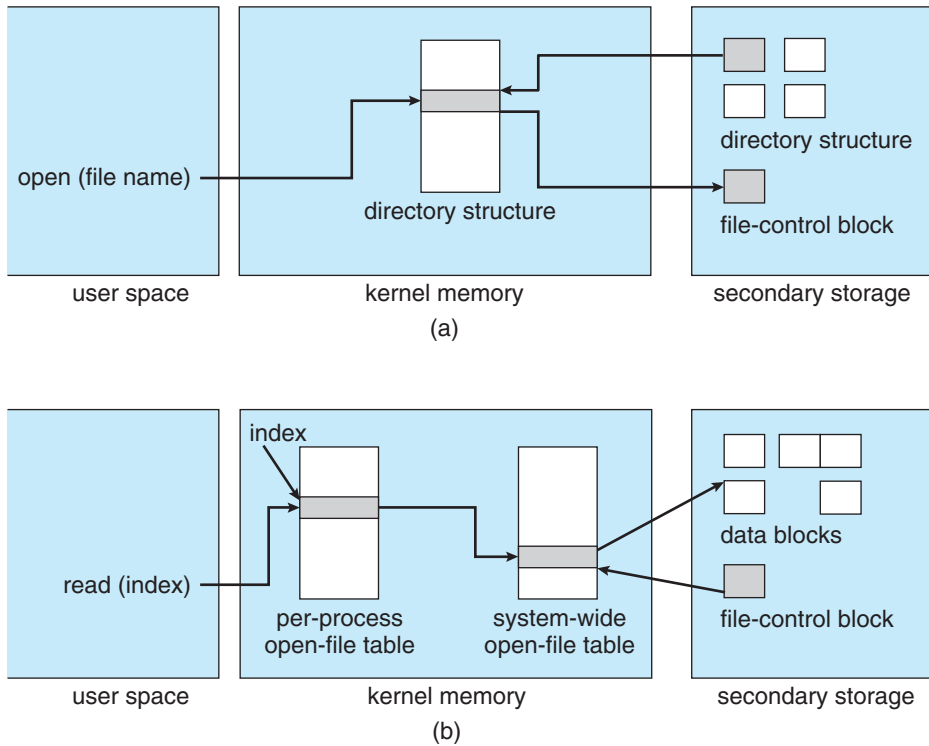 directory structure
open (file name)
directory structure
file-control block
user space
kernel memory
secondary storage
(a)
index
data blocks
read (index)
per-process
open-file table
system-wide
open-file table
file-control block
user space
kernel memory
secondary storage
(b)